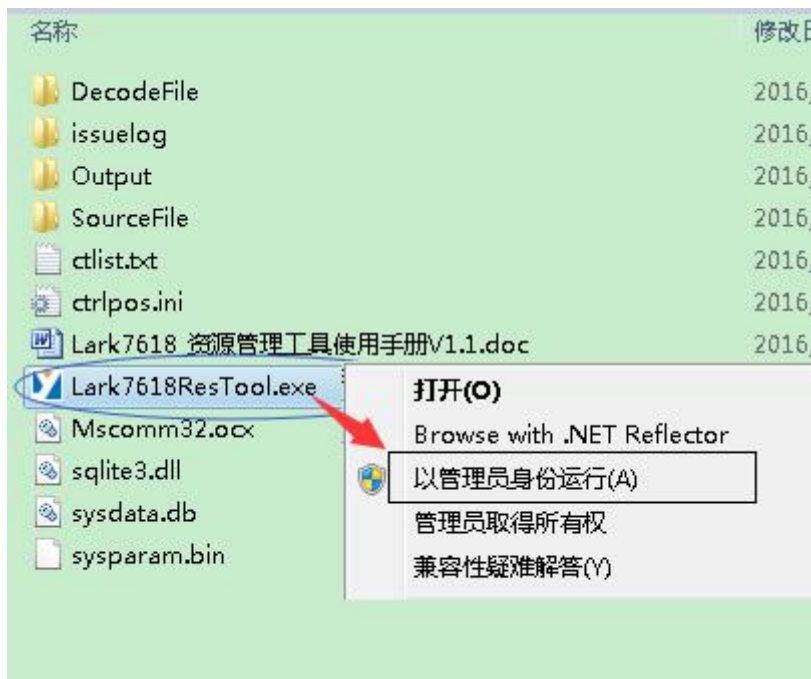 名称 修改日
DecodeFile 2016
issuelog 2016
Output 2016
SourceFile 2016
ctlist.txt 2016
ctrlpos.ini 2016
Lark7618 资源管理工具使用手册V1.1.doc 2016
Lark7618ResTool.exe 打开(O)
Mscomm32.ocx Browse with .NET Reflector
sqlite3.dll 以管理员身份运行(A)
sysdata.db 管理员取得所有权
sysparam.bin 兼容性疑难解答(Y)